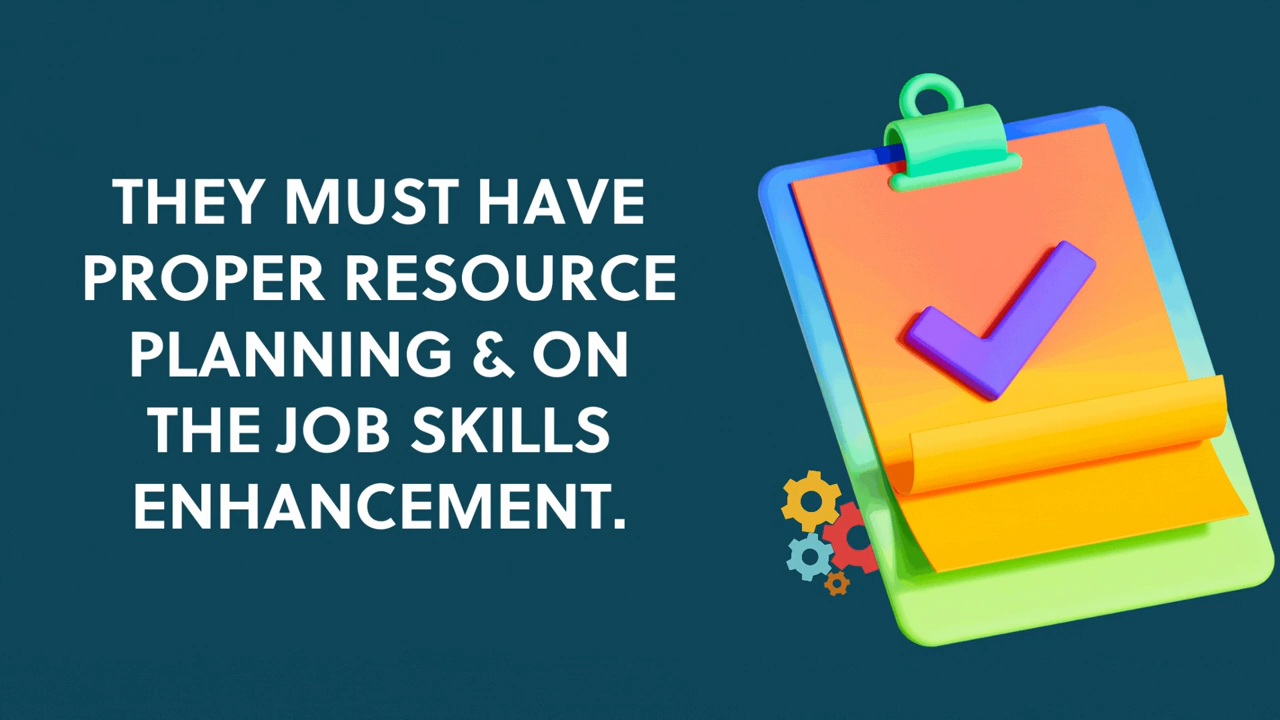 THEY MUST HAVE
PROPER RESOURCE
PLANNING & ON
THE JOB SKILLS
ENHANCEMENT.